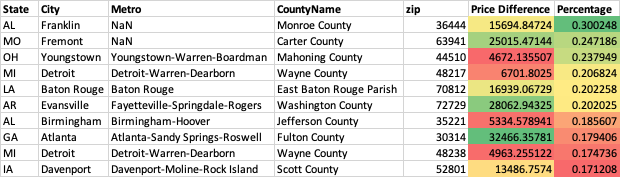 State City Metro CountyName zip Price Difference Percentage
AL Franklin NaN Monroe County 36444 15694.84724 0.300248
MO Fremont NaN Carter County 63941 25015.47144 0.247186
OH Youngstown Youngstown-Warren-Boardman Mahoning County 44510 4672.135507 0.237949
MI Detroit Detroit-Warren-Dearborn Wayne County 48217 6701.8025 0.206824
LA Baton Rouge Baton Rouge East Baton Rouge Parish 70812 16939.06729 0.202258
AR Evansville Fayetteville-Springdale-Rogers Washington County 72729 28062.94325 0.202025
AL Birmingham Birmingham-Hoover Jefferson County 35221 5334.578941 0.185607
GA Atlanta Atlanta-Sandy Springs-Roswell Fulton County 30314 32466.35781 0.179406
MI Detroit Detroit-Warren-Dearborn Wayne County 48238 4963.255122 0.174736
IA Davenport Davenport-Moline-Rock Island Scott County 52801 13486.7574 0.171208